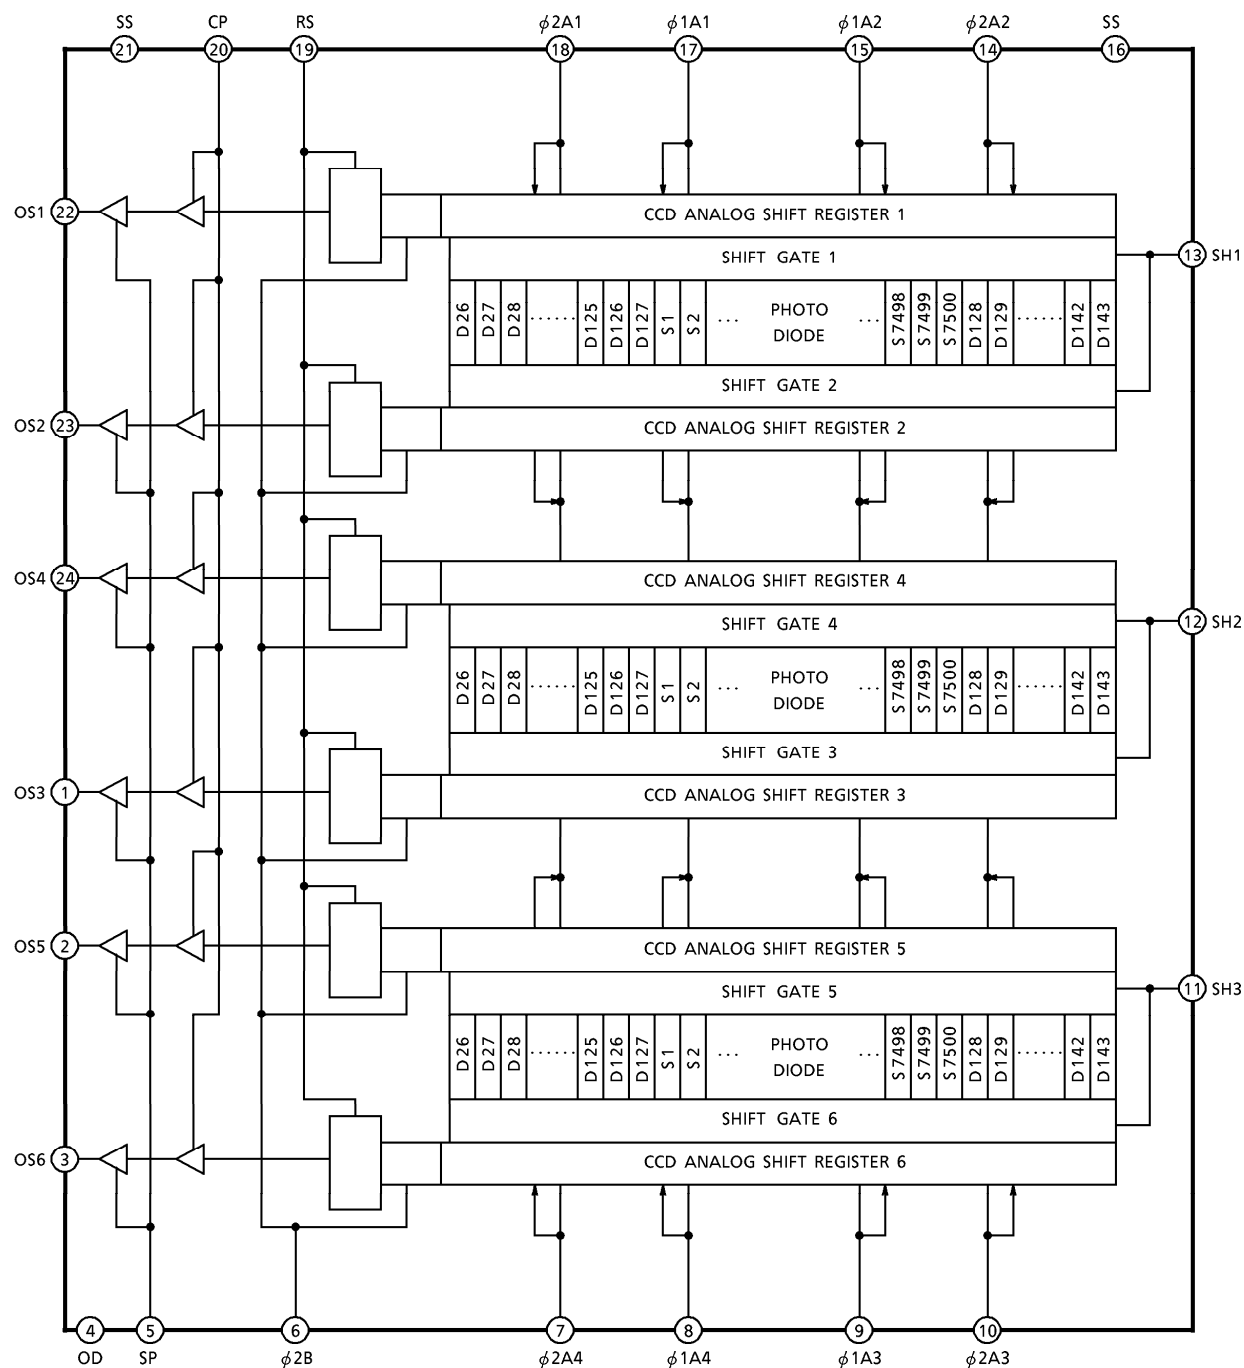 SS CP RS ϕ2A1 ϕ1A1 ϕ1A2 ϕ2A2 SS
21 20 19 18 17 15 14 16
OS1 22 CCD ANALOG SHIFT REGISTER 1
SHIFT GATE 1 13 SH1
D26 D27 D28 ...... D125 D126 D127 S1 S2 ... PHOTO DIODE ... S7498 S7499 S7500 D128 D129 ...... D142 D143
SHIFT GATE 2
OS2 23 CCD ANALOG SHIFT REGISTER 2
OS4 24 CCD ANALOG SHIFT REGISTER 4
SHIFT GATE 4 12 SH2
D26 D27 D28 ...... D125 D126 D127 S1 S2 ... PHOTO DIODE ... S7498 S7499 S7500 D128 D129 ...... D142 D143
SHIFT GATE 3
OS3 1 CCD ANALOG SHIFT REGISTER 3
OS5 2 CCD ANALOG SHIFT REGISTER 5
SHIFT GATE 5 11 SH3
D26 D27 D28 ...... D125 D126 D127 S1 S2 ... PHOTO DIODE ... S7498 S7499 S7500 D128 D129 ...... D142 D143
SHIFT GATE 6
OS6 3 CCD ANALOG SHIFT REGISTER 6
4 5 6 7 8 9 10
OD SP ϕ2B ϕ2A4 ϕ1A4 ϕ1A3 ϕ2A3